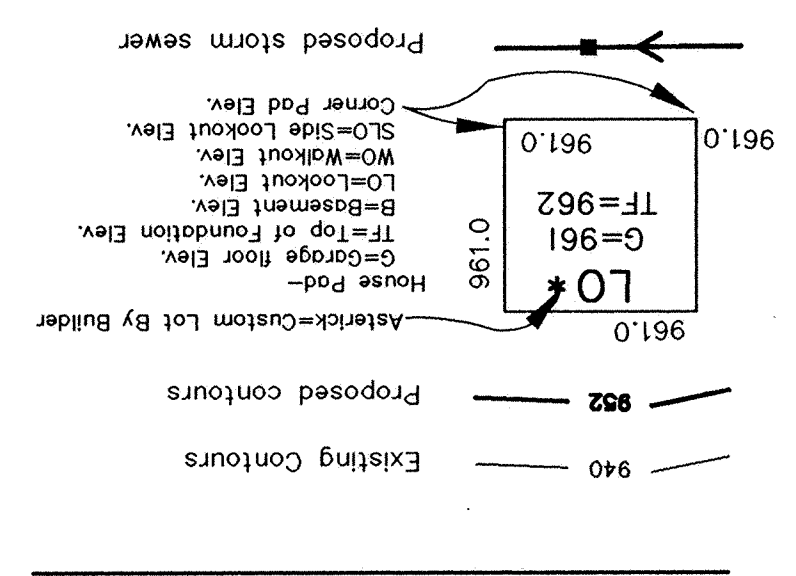 940 Existing Contours
952 Proposed contours
961.0
LO * Asterick=Custom Lot By Builder
G=961
TF=962
961.0
961.0
961.0
House Pad-
G=Garage floor Elev.
TF=Top of Foundation Elev.
B=Basement Elev.
LO=Lookout Elev.
WO=Walkout Elev.
SLO=Side Lookout Elev.
Corner Pad Elev.
Proposed storm sewer